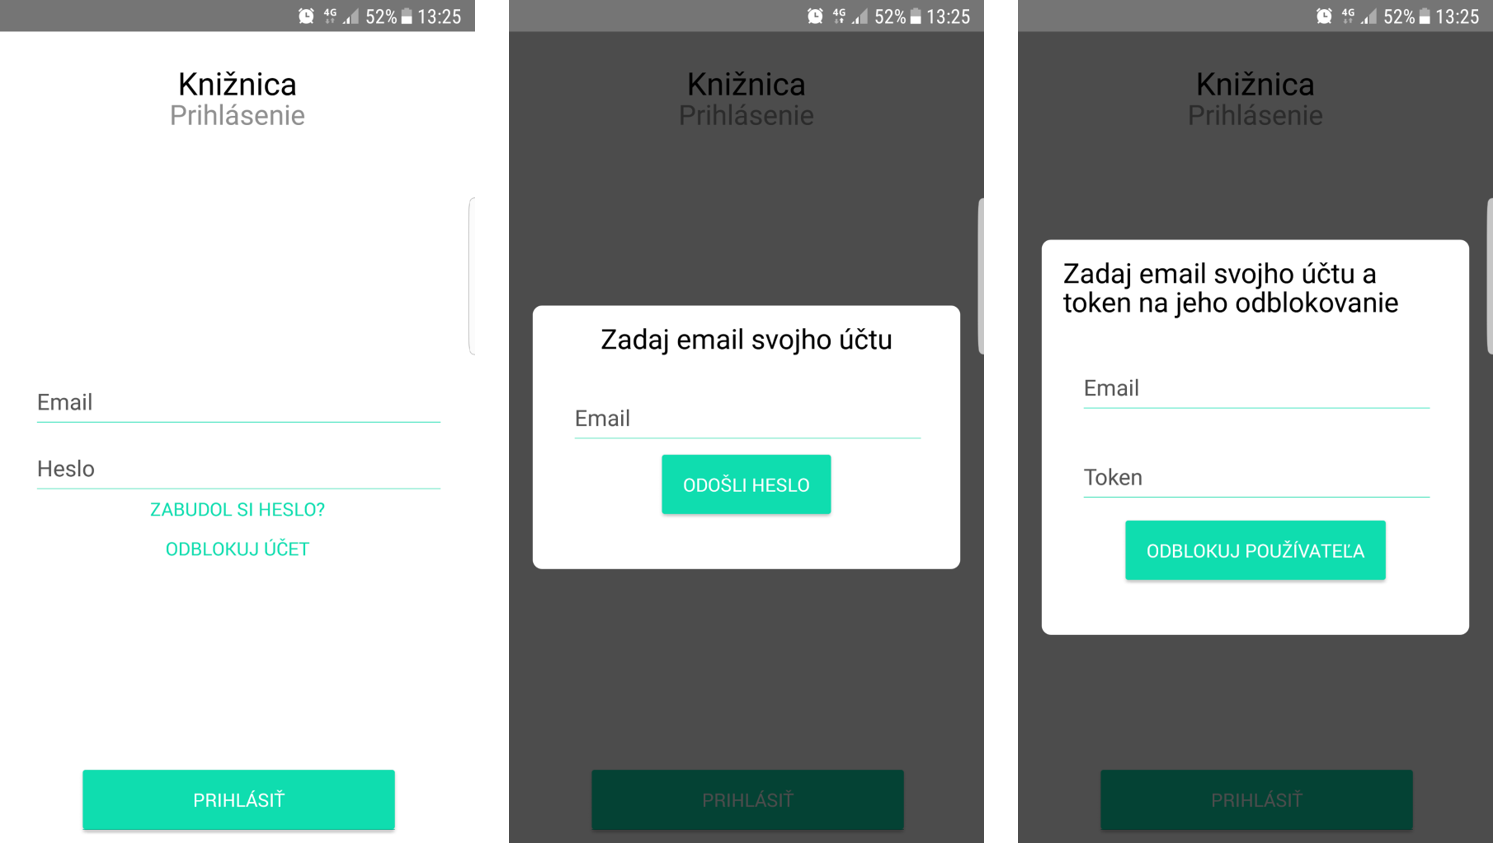 4G 52% 13:25
Knižnica
Prihlásenie
Email
Heslo
ZABUDOL SI HESLO?
ODBLOKUJ ÚČET
PRIHLÁSIŤ
4G 52% 13:25
Knižnica
Prihlásenie
Zadaj email svojho účtu
Email
ODOŠLI HESLO
PRIHLÁSIŤ
4G 52% 13:25
Knižnica
Prihlásenie
Zadaj email svojho účtu a
token na jeho odblokovanie
Email
Token
ODBLOKUJ POUŽÍVATEĽA
PRIHLÁSIŤ